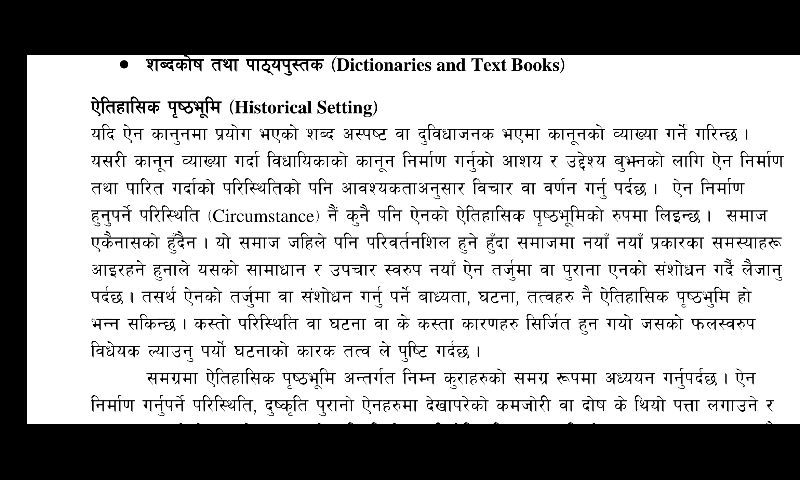 • शब्दकोष तथा पाठ्यपुस्तक (Dictionaries and Text Books)
ऐतिहासिक पृष्ठभूमि (Historical Setting)
यदि ऐन कानुनमा प्रयोग भएको शब्द अस्पष्ट वा दुविधाजनक भएमा कानूनको व्याख्या गर्ने गरिन्छ ।
यसरी कानून व्याख्या गर्दा विधायिकाको कानून निर्माण गर्नुको आशय र उद्देश्य बुझ्नको लागि ऐन निर्माण
तथा पारित गर्दाको परिस्थितिको पनि आवश्यकताअनुसार विचार वा वर्णन गर्नु पर्दछ । ऐन निर्माण
हुनुपर्ने परिस्थिति (Circumstance) नैं कुनै पनि ऐनको ऐतिहासिक पृष्ठभूमिको रुपमा लिइन्छ । समाज
एकैनासको हुँदैन । यो समाज जहिले पनि परिवर्तनशिल हुने हुँदा समाजमा नयाँ नयाँ प्रकारका समस्याहरू
आइरहने हुनाले यसको सामाधान र उपचार स्वरुप नयाँ ऐन तर्जुमा वा पुराना एनको संशोधन गर्दै लैजानु
पर्दछ । तसर्थ ऐनको तर्जुमा वा संशोधन गर्नु पर्ने बाध्यता, घटना, तत्वहरु नै ऐतिहासिक पृष्ठभुमि हो
भन्न सकिन्छ । कस्तो परिस्थिति वा घटना वा के कस्ता कारणहरु सिर्जित हुन गयो जसको फलस्वरुप
विधेयक ल्याउनु पर्यो घटनाको कारक तत्व ले पुष्टि गर्दछ ।
समग्रमा ऐतिहासिक पृष्ठभूमि अन्तर्गत निम्न कुराहरुको समग्र रूपमा अध्ययन गर्नुपर्दछ । ऐन
निर्माण गर्नुपर्ने परिस्थिति, दुष्कृति पुरानो ऐनहरुमा देखापरेको कमजोरी वा दोष के थियो पत्ता लगाउने र